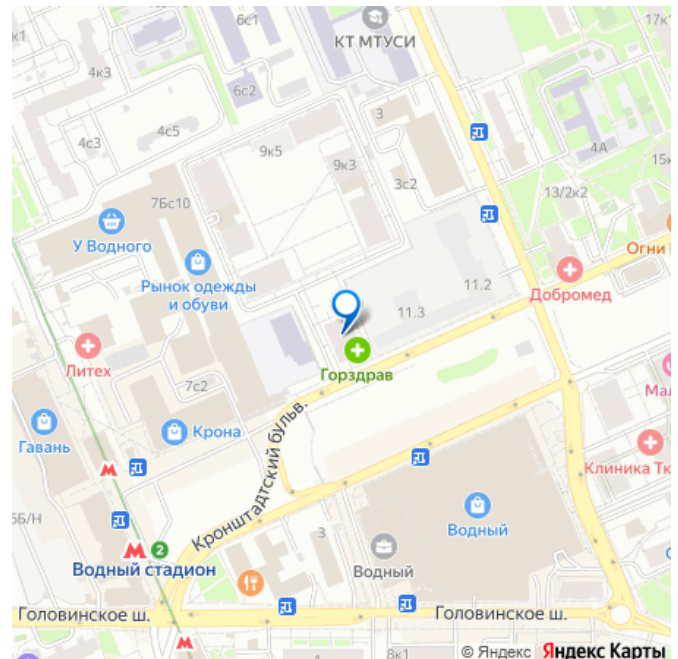 6с1
17к1
к1
КТ МТУСИ
4к3
6с2
4с5
3
4с3
9к5
9к3
4А
15к
3с2
13/2к2
7Бс10
У Водного
Огни
Рынок одежды
и обуви
Добромед
11.2
11.3
Литех
Горздрав
7с2
Мал
Гавань
Крона
Клиника Тк
Кронштадтский бульв.
5Б/Н
Водный
3
2
Водный
Водный стадион
Головинское ш.
Головинское ш.
8к1
© Яндекс Яндекс Карты